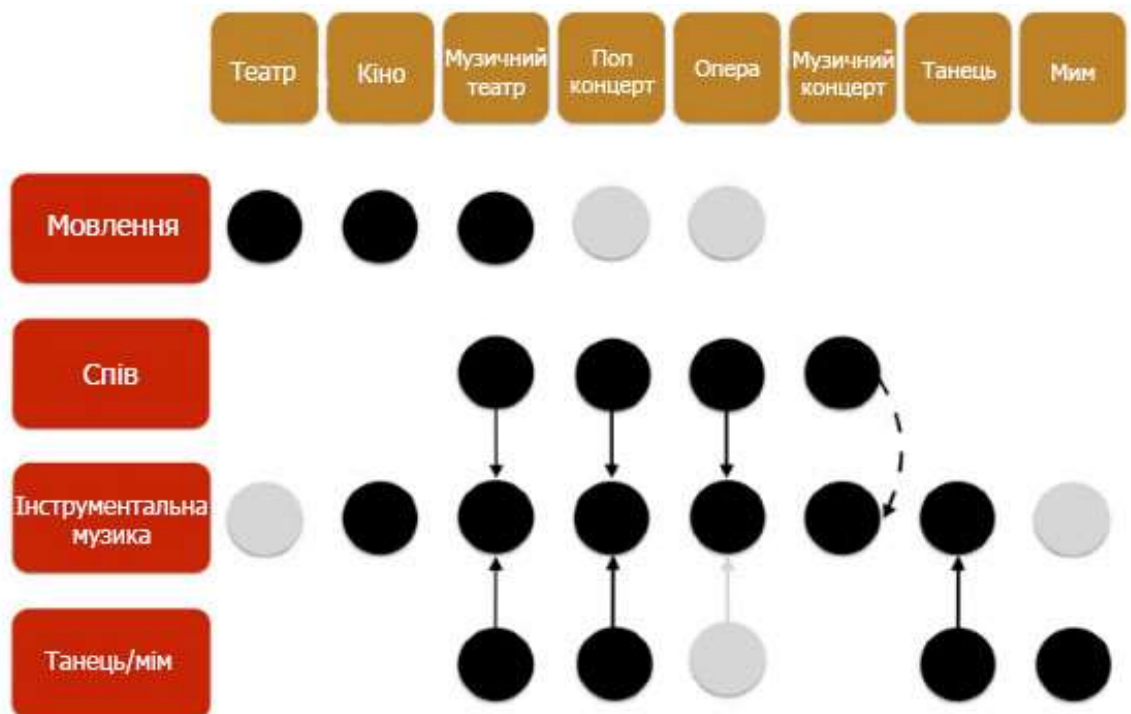 Театр
Кіно
Музичний
театр
Поп
концерт
Опера
Музичний
концерт
Танець
Мим
Мовлення
Спів
Інструментальна
музика
Танець/мім